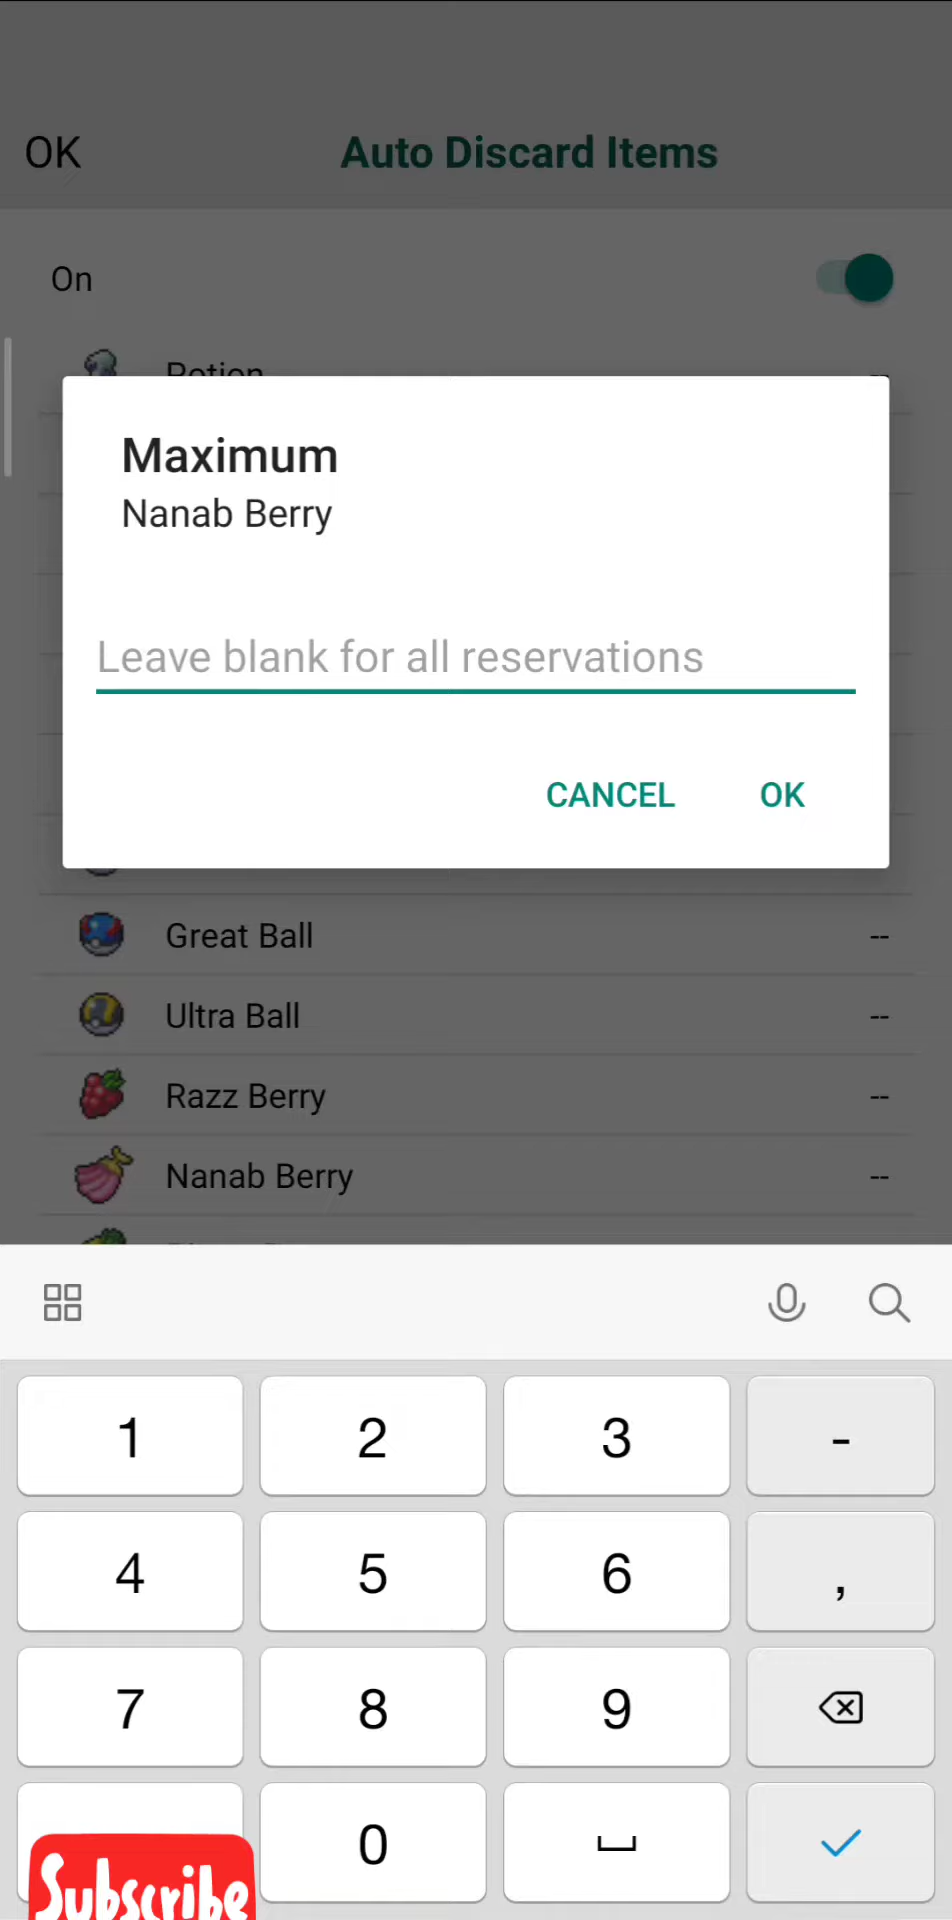 OK Auto Discard Items
On
Potion --
Maximum
Nanab Berry
Leave blank for all reservations
CANCEL OK
Great Ball --
Ultra Ball --
Razz Berry --
Nanab Berry --
1 2 3 -
4 5 6 ,
7 8 9
0
Subscribe